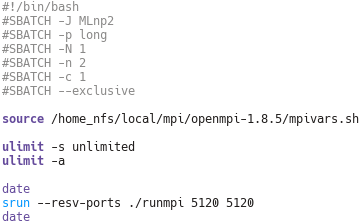 #!/bin/bash
#SBATCH -J MLnp2
#SBATCH -p long
#SBATCH -N 1
#SBATCH -n 2
#SBATCH -c 1
#SBATCH --exclusive
source /home_nfs/local/mpi/openmpi-1.8.5/mpivars.sh
ulimit -s unlimited
ulimit -a
date
srun --resv-ports ./runmpi 5120 5120
date